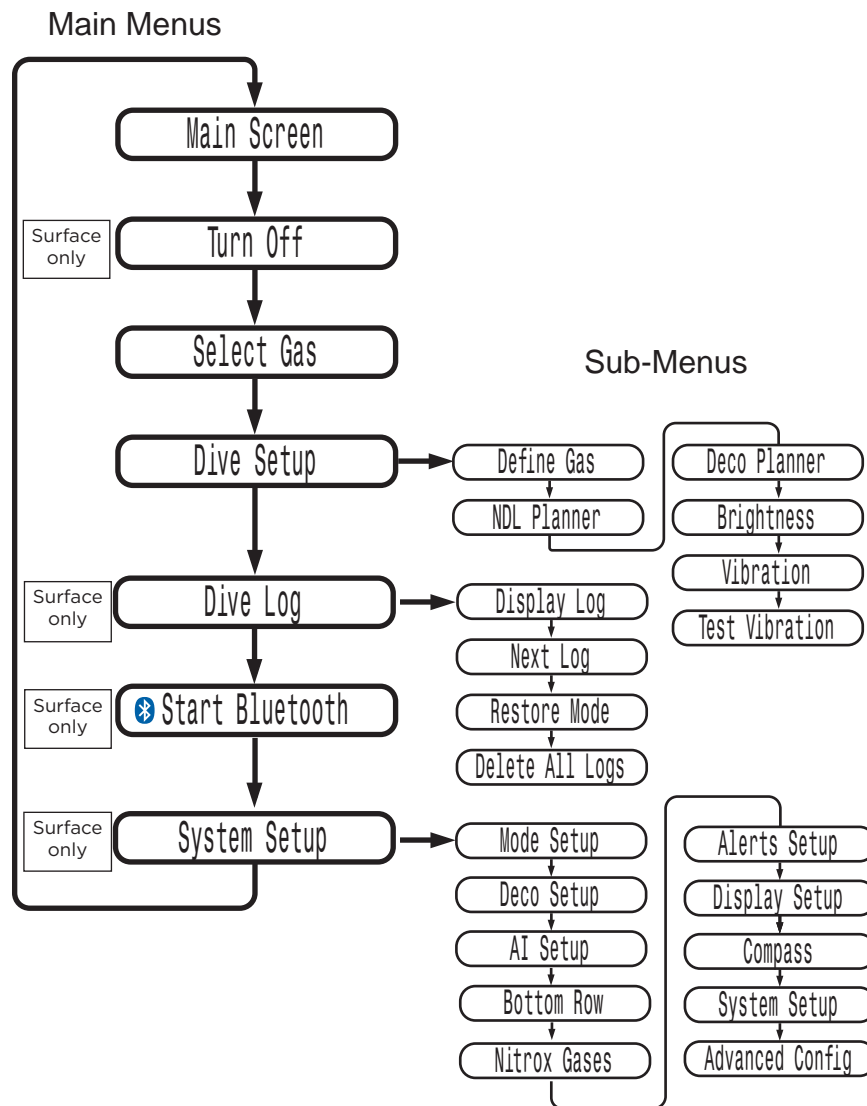 Main Menus
Main Screen
Surface
only
Turn Off
Select Gas
Sub-Menus
Dive Setup
Define Gas
NDL Planner
Deco Planner
Brightness
Vibration
Test Vibration
Surface
only
Dive Log
Display Log
Next Log
Restore Mode
Delete All Logs
Surface
only
Start Bluetooth
Surface
only
System Setup
Mode Setup
Deco Setup
AI Setup
Bottom Row
Nitrox Gases
Alerts Setup
Display Setup
Compass
System Setup
Advanced Config